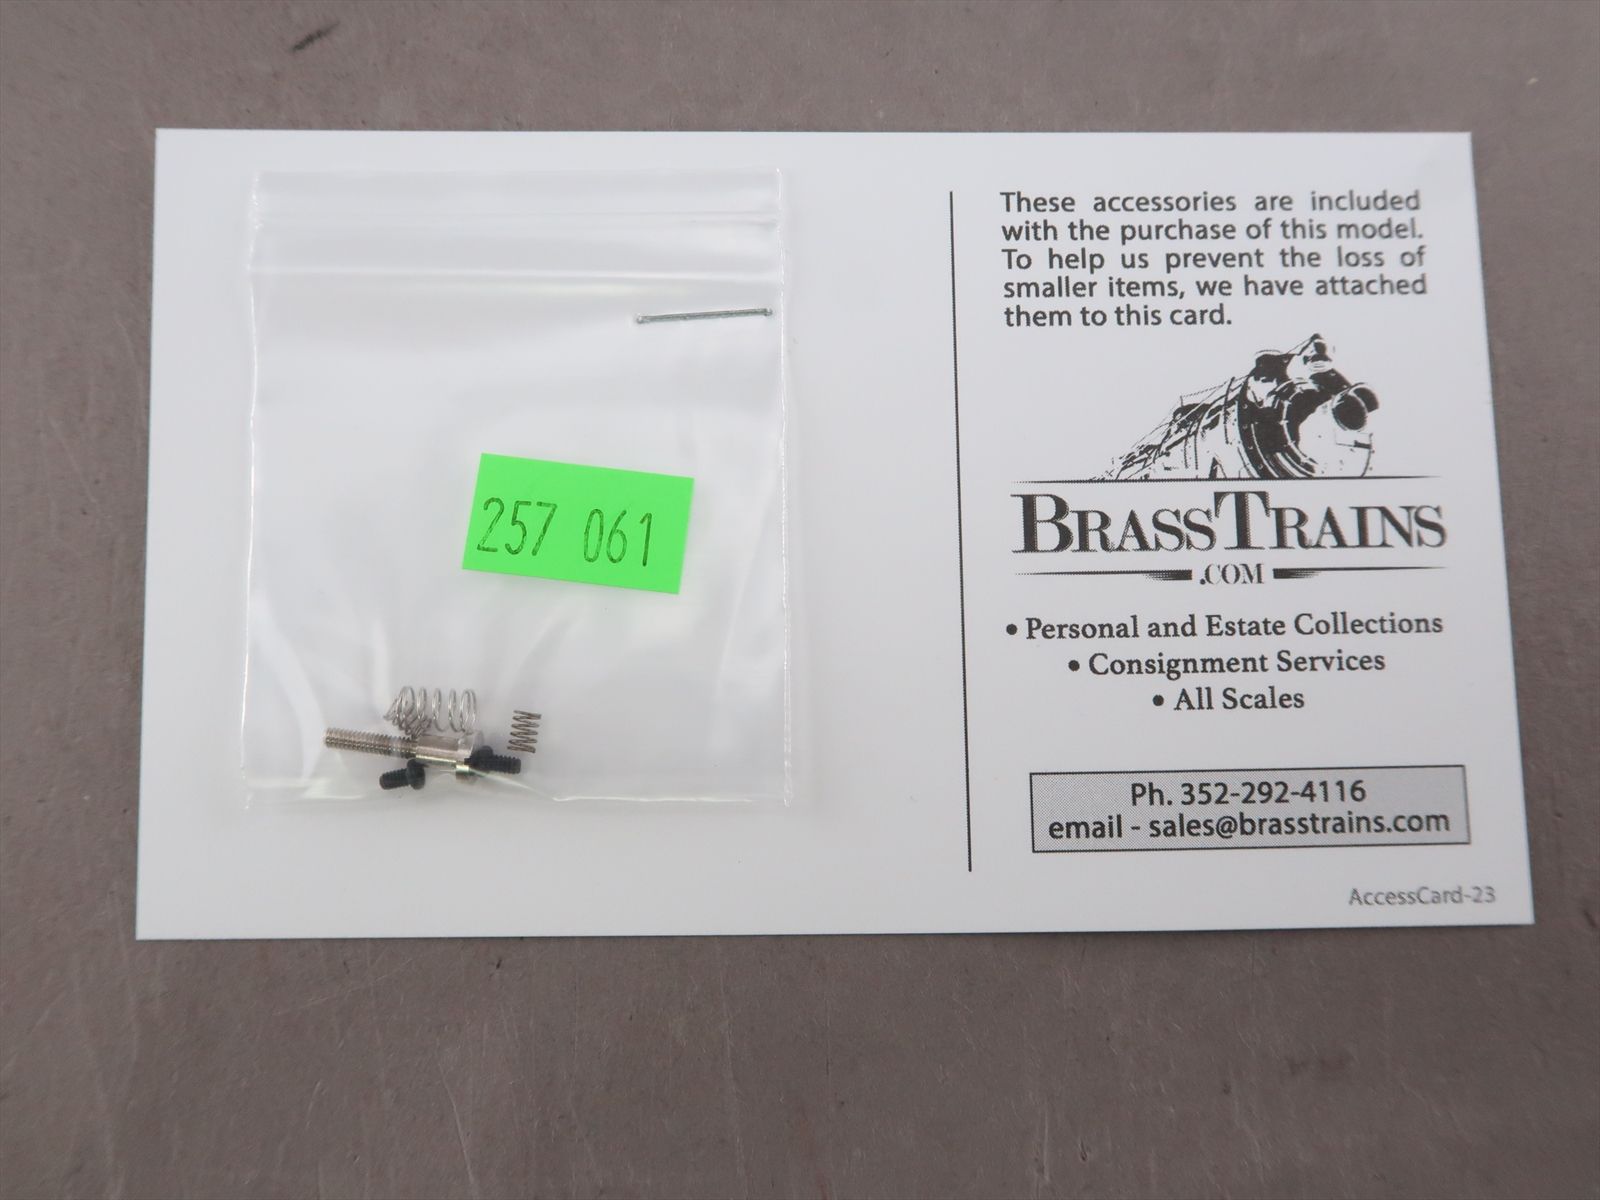 257 061
These accessories are included
with the purchase of this model.
To help us prevent the loss of
smaller items, we have attached
them to this card.
BRASSTRAINS
.COM
• Personal and Estate Collections
• Consignment Services
• All Scales
Ph. 352-292-4116
email - sales@brasstrains.com
AccessCard-23